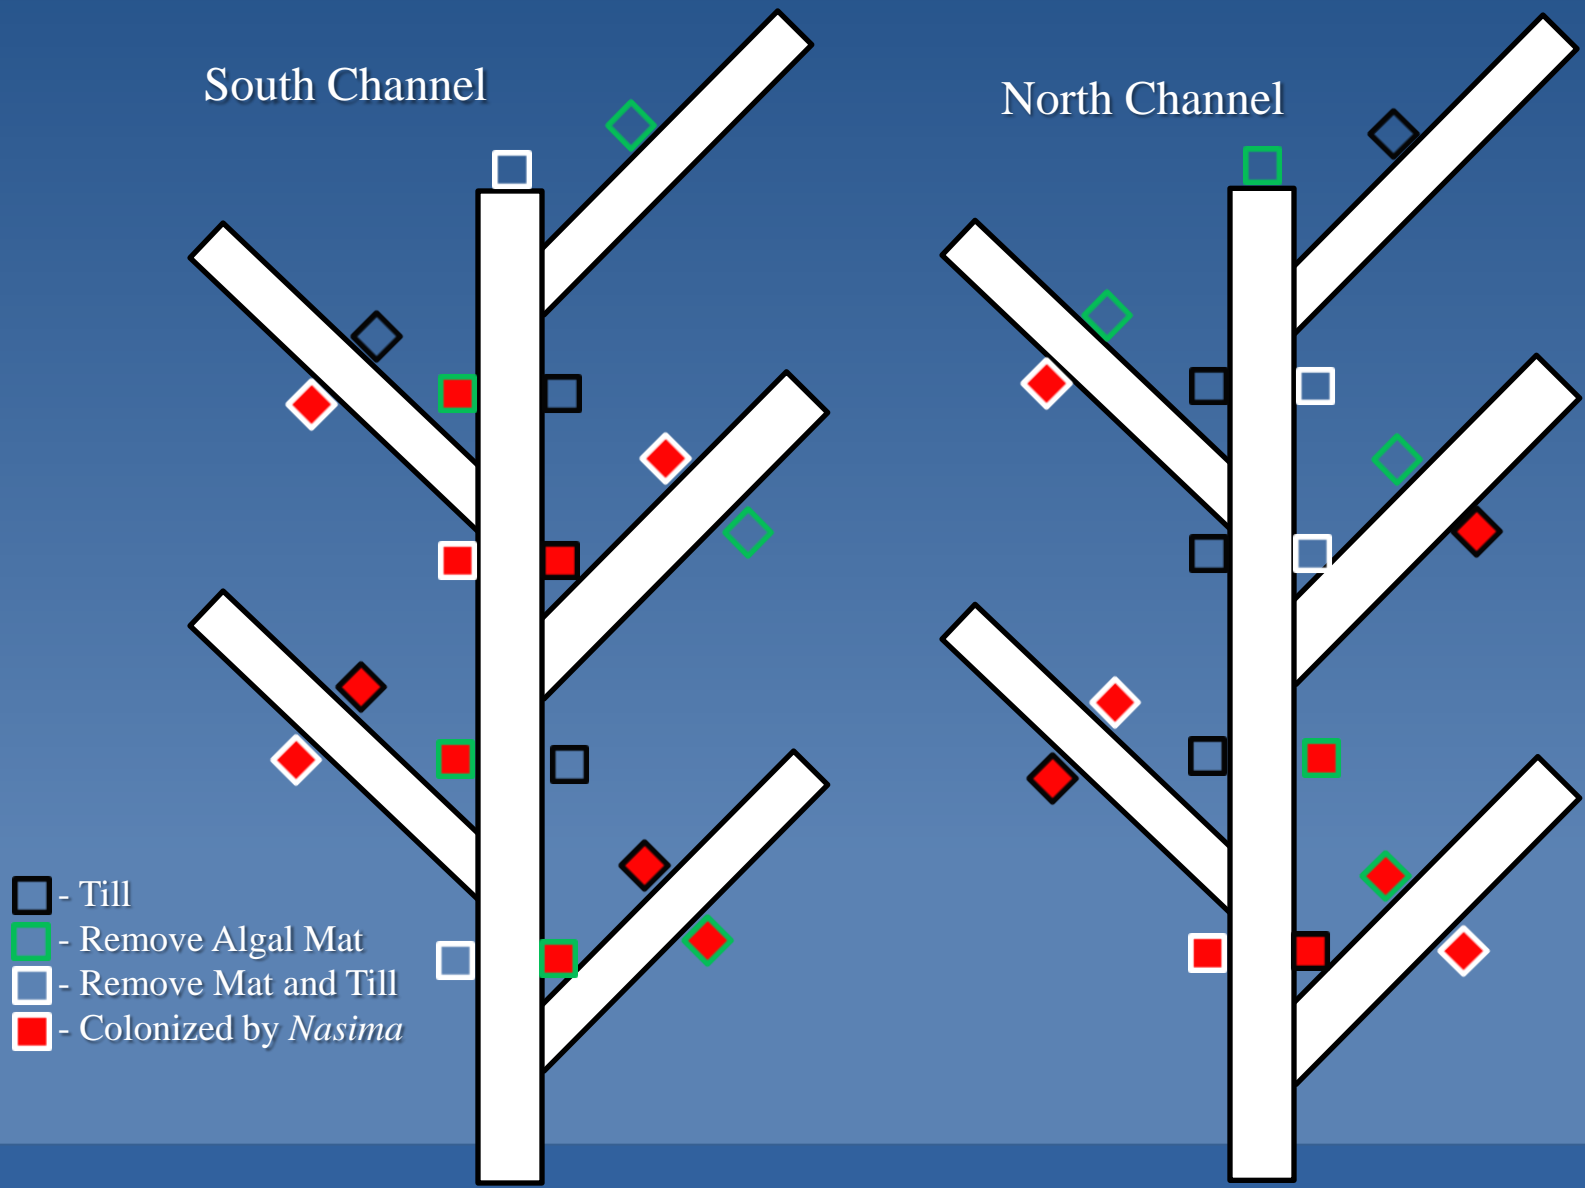 South Channel
North Channel
- Till
- Remove Algal Mat
- Remove Mat and Till
- Colonized by Nasima